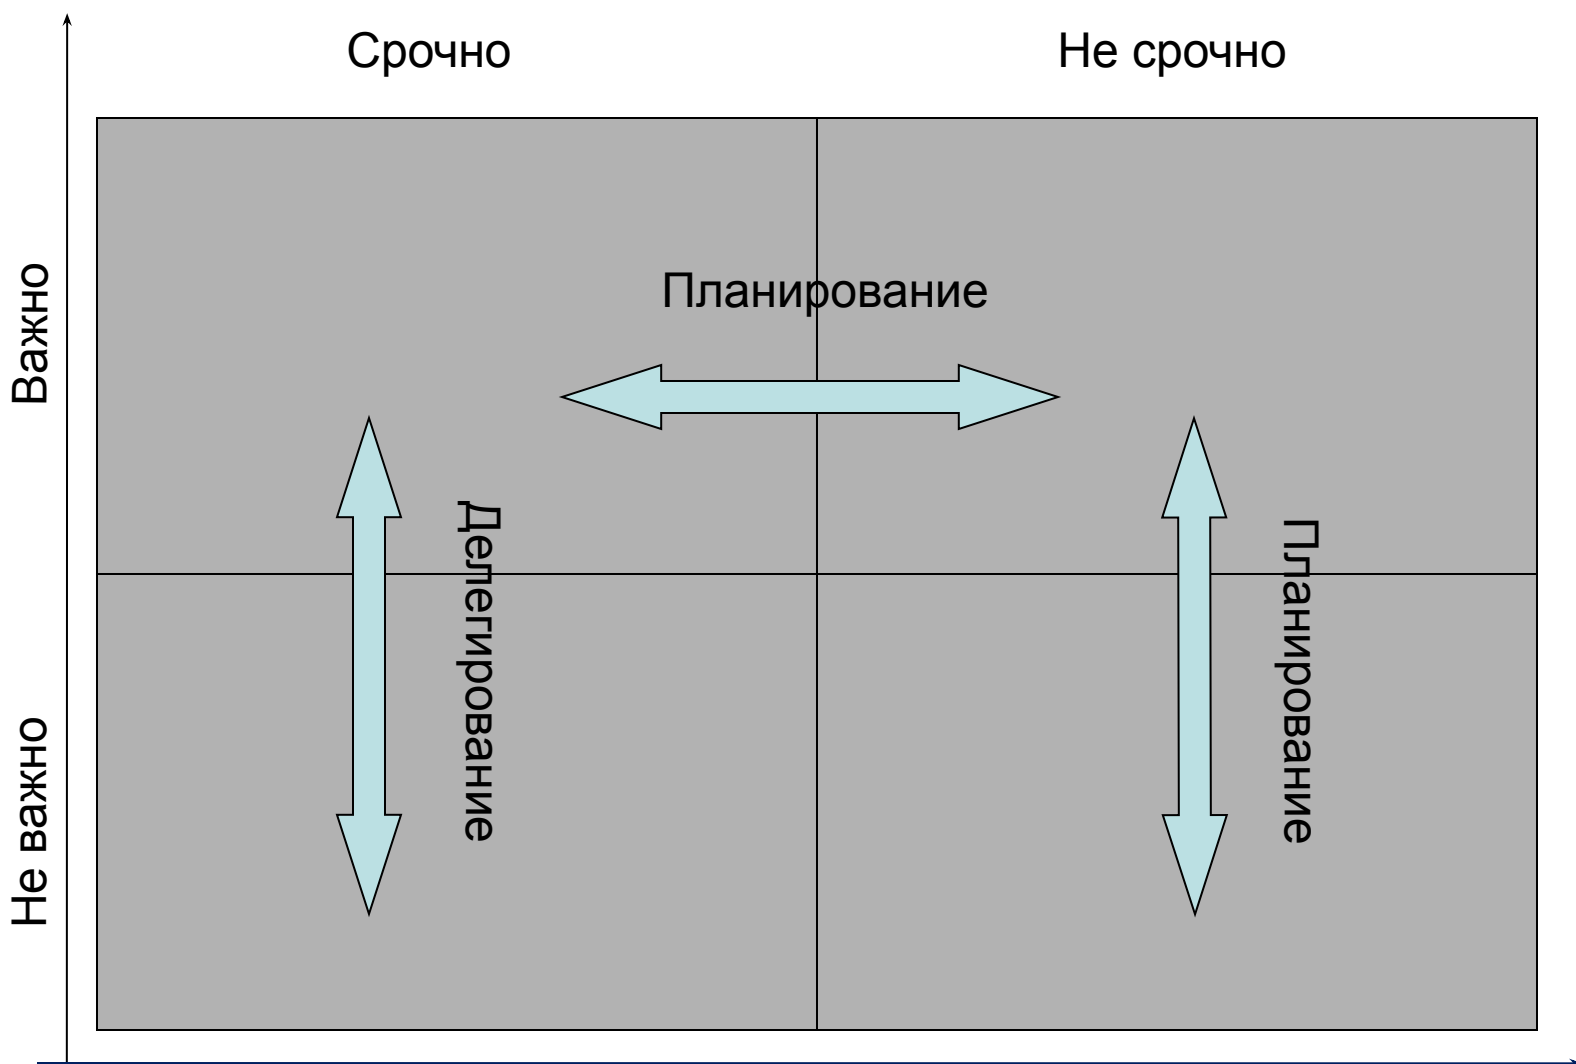 Срочно
Не срочно
Важно
Планирование
Делегирование
Планирование
Не важно